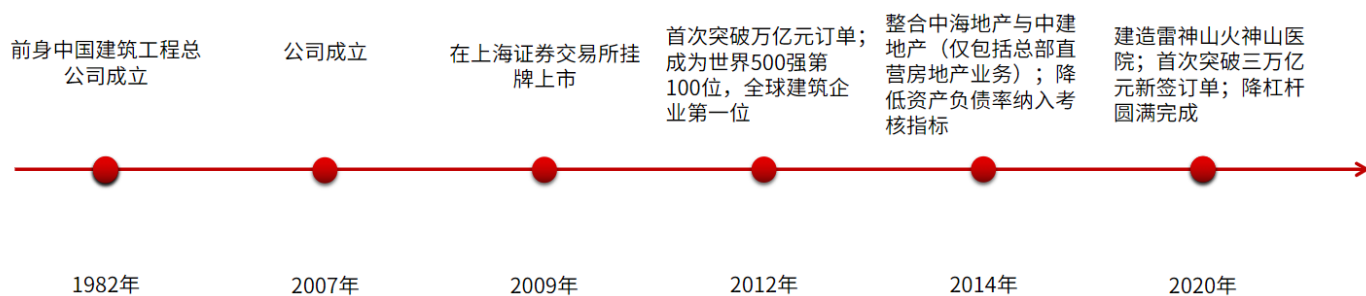 前身中国建筑工程总
公司成立
公司成立
在上海证券交易所挂
牌上市
首次突破万亿元订单；
成为世界500强第
100位，全球建筑企
业第一位
整合中海地产与中建
地产（仅包括总部直
营房地产业务）；降
低资产负债率纳入考
核指标
建造雷神山火神山医
院；首次突破三万亿
元新签订单；降杠杆
圆满完成
1982年
2007年
2009年
2012年
2014年
2020年